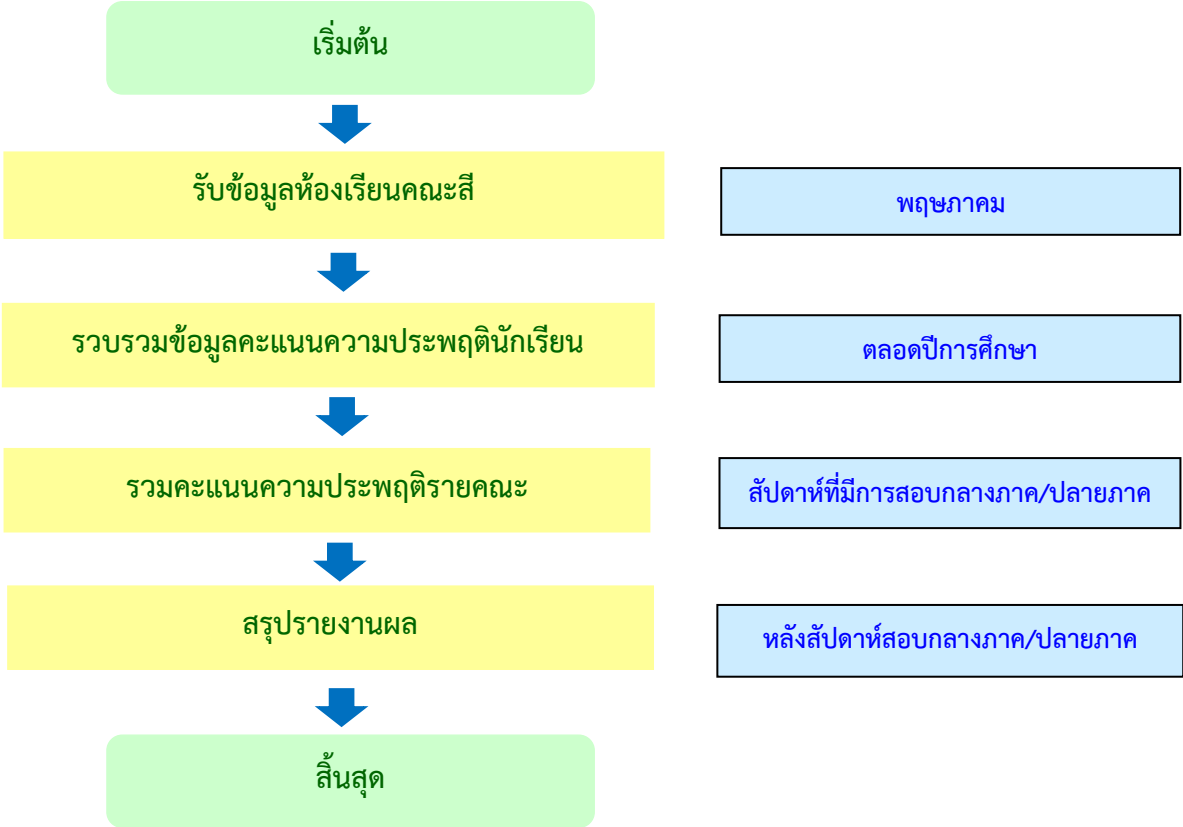 เริ่มต้น
รับข้อมูลห้องเรียนคณะสี
พฤษภาคม
รวบรวมข้อมูลคะแนนความประพฤตินักเรียน
ตลอดปีการศึกษา
รวมคะแนนความประพฤติรายคณะ
สัปดาห์ที่มีการสอบกลางภาค/ปลายภาค
สรุปรายงานผล
หลังสัปดาห์สอบกลางภาค/ปลายภาค
สิ้นสุด